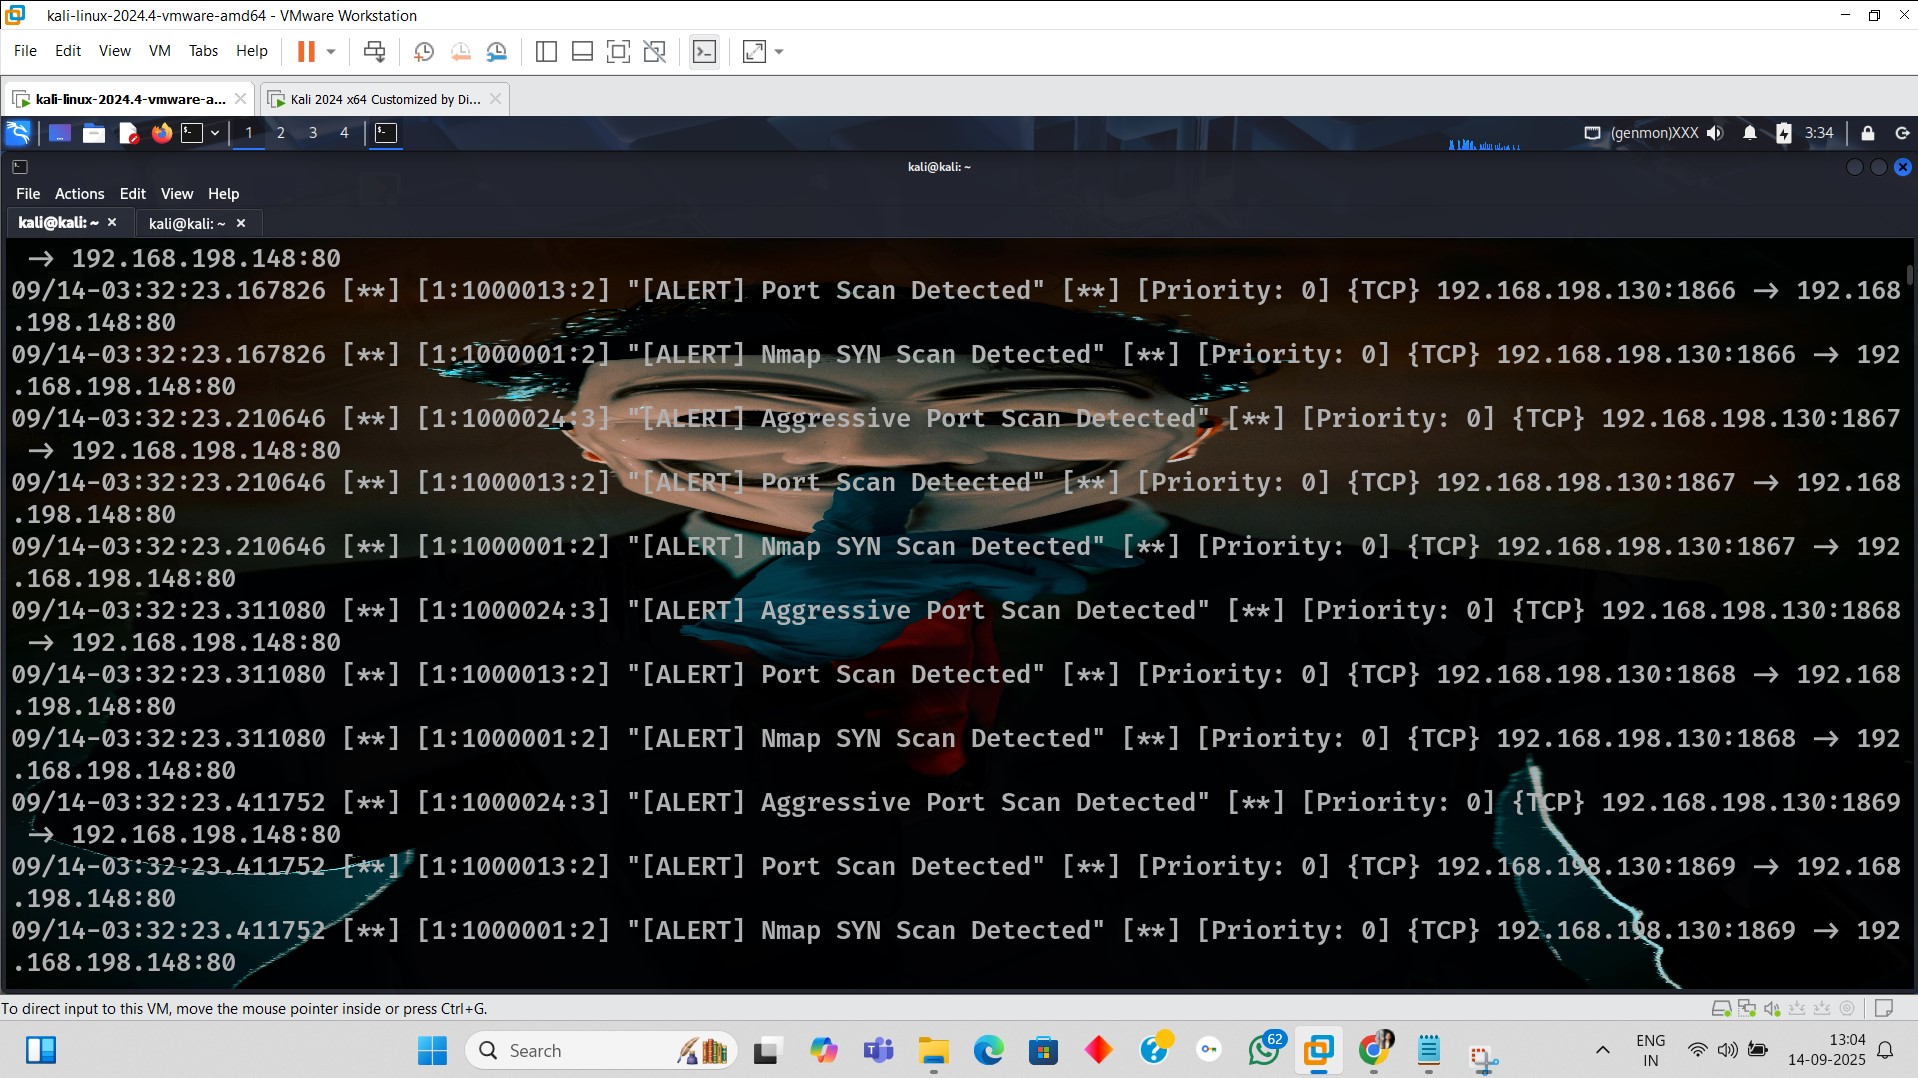 kali-linux-2024.4-vmware-amd64 - VMware Workstation
File Edit View VM Tabs Help
kali-linux-2024.4-vmware-a... Kali 2024 x64 Customized by Di...
1 2 3 4 (genmon)XXX 3:34
kali@kali: ~
File Actions Edit View Help
kali@kali: ~ kali@kali: ~
→ 192.168.198.148:80
09/14-03:32:23.167826 [**] [1:1000013:2] "[ALERT] Port Scan Detected" [**] [Priority: 0] {TCP} 192.168.198.130:1866 → 192.168
.198.148:80
09/14-03:32:23.167826 [**] [1:1000001:2] "[ALERT] Nmap SYN Scan Detected" [**] [Priority: 0] {TCP} 192.168.198.130:1866 → 192
.168.198.148:80
09/14-03:32:23.210646 [**] [1:1000024:3] "[ALERT] Aggressive Port Scan Detected" [**] [Priority: 0] {TCP} 192.168.198.130:1867
→ 192.168.198.148:80
09/14-03:32:23.210646 [**] [1:1000013:2] "[ALERT] Port Scan Detected" [**] [Priority: 0] {TCP} 192.168.198.130:1867 → 192.168
.198.148:80
09/14-03:32:23.210646 [**] [1:1000001:2] "[ALERT] Nmap SYN Scan Detected" [**] [Priority: 0] {TCP} 192.168.198.130:1867 → 192
.168.198.148:80
09/14-03:32:23.311080 [**] [1:1000024:3] "[ALERT] Aggressive Port Scan Detected" [**] [Priority: 0] {TCP} 192.168.198.130:1868
→ 192.168.198.148:80
09/14-03:32:23.311080 [**] [1:1000013:2] "[ALERT] Port Scan Detected" [**] [Priority: 0] {TCP} 192.168.198.130:1868 → 192.168
.198.148:80
09/14-03:32:23.311080 [**] [1:1000001:2] "[ALERT] Nmap SYN Scan Detected" [**] [Priority: 0] {TCP} 192.168.198.130:1868 → 192
.168.198.148:80
09/14-03:32:23.411752 [**] [1:1000024:3] "[ALERT] Aggressive Port Scan Detected" [**] [Priority: 0] {TCP} 192.168.198.130:1869
→ 192.168.198.148:80
09/14-03:32:23.411752 [**] [1:1000013:2] "[ALERT] Port Scan Detected" [**] [Priority: 0] {TCP} 192.168.198.130:1869 → 192.168
.198.148:80
09/14-03:32:23.411752 [**] [1:1000001:2] "[ALERT] Nmap SYN Scan Detected" [**] [Priority: 0] {TCP} 192.168.198.130:1869 → 192
.168.198.148:80
To direct input to this VM, move the mouse pointer inside or press Ctrl+G.
Search 62 ENG 13:04
IN 14-09-2025